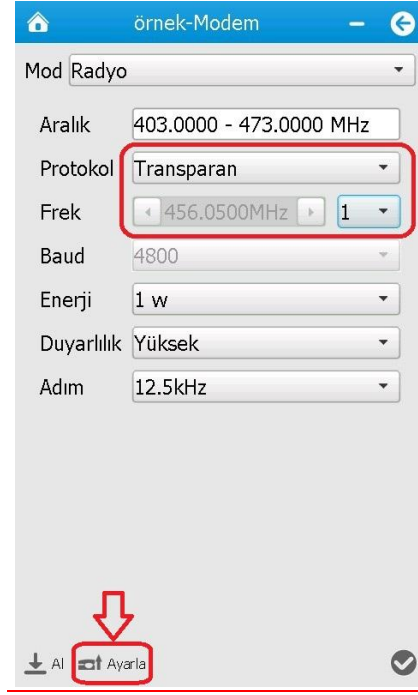 örnek-Modem
Mod Radyo
Aralık 403.0000 - 473.0000 MHz
Protokol Transparan
Frek 456.0500MHz 1
Baud 4800
Enerji 1 w
Duyarlılık Yüksek
Adım 12.5kHz
Al Ayarla